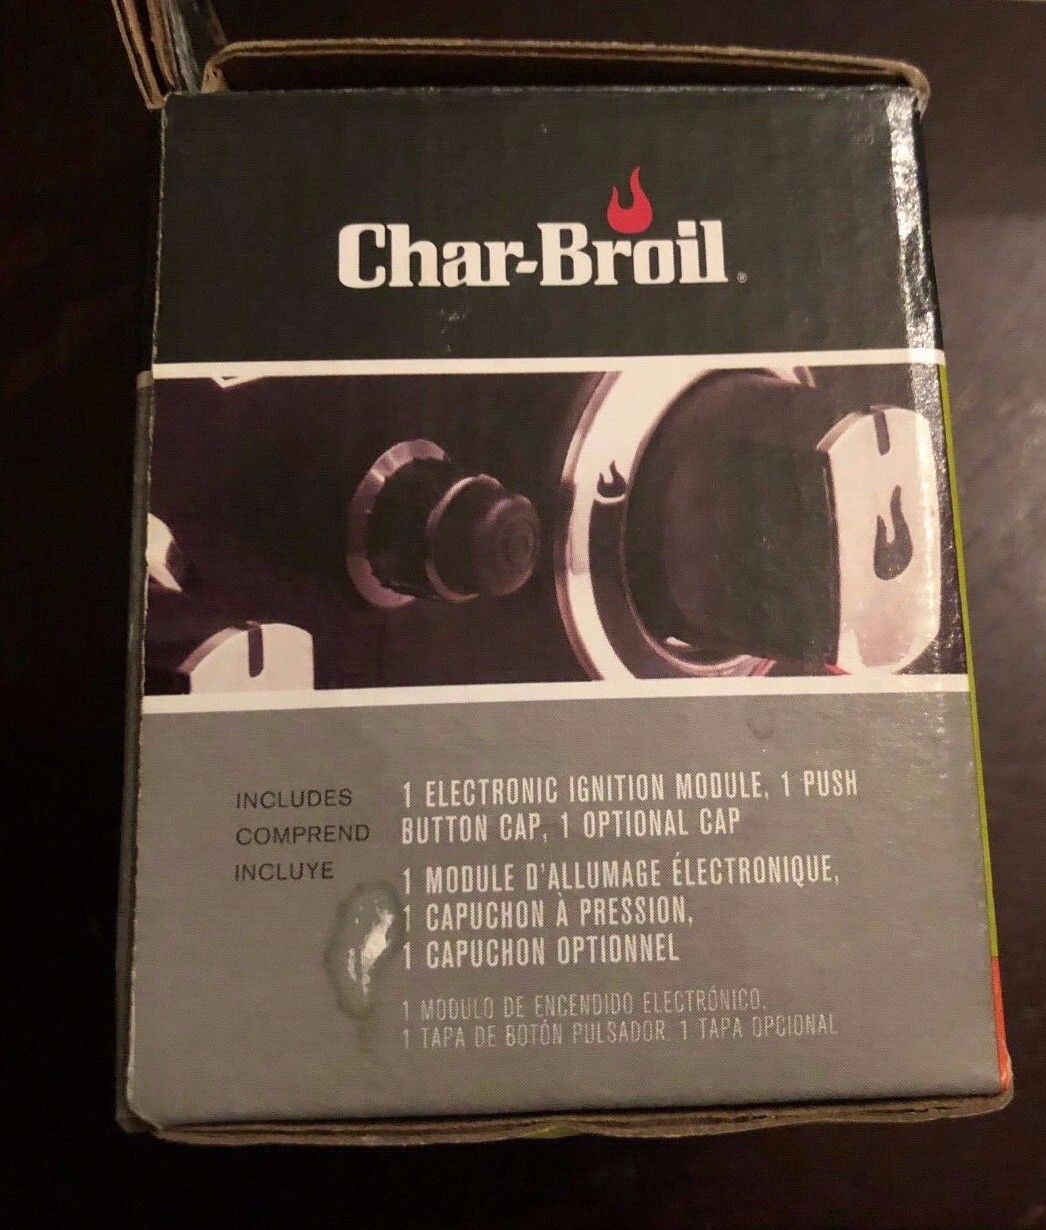 Char-Broil®
INCLUDES
COMPREND
INCLUYE
1 ELECTRONIC IGNITION MODULE, 1 PUSH
BUTTON CAP, 1 OPTIONAL CAP
1 MODULE D'ALLUMAGE ÉLECTRONIQUE,
1 CAPUCHON À PRESSION,
1 CAPUCHON OPTIONNEL
1 MODULO DE ENCENDIDO ELECTRÓNICO,
1 TAPA DE BOTÓN PULSADOR. 1 TAPA OPCIONAL